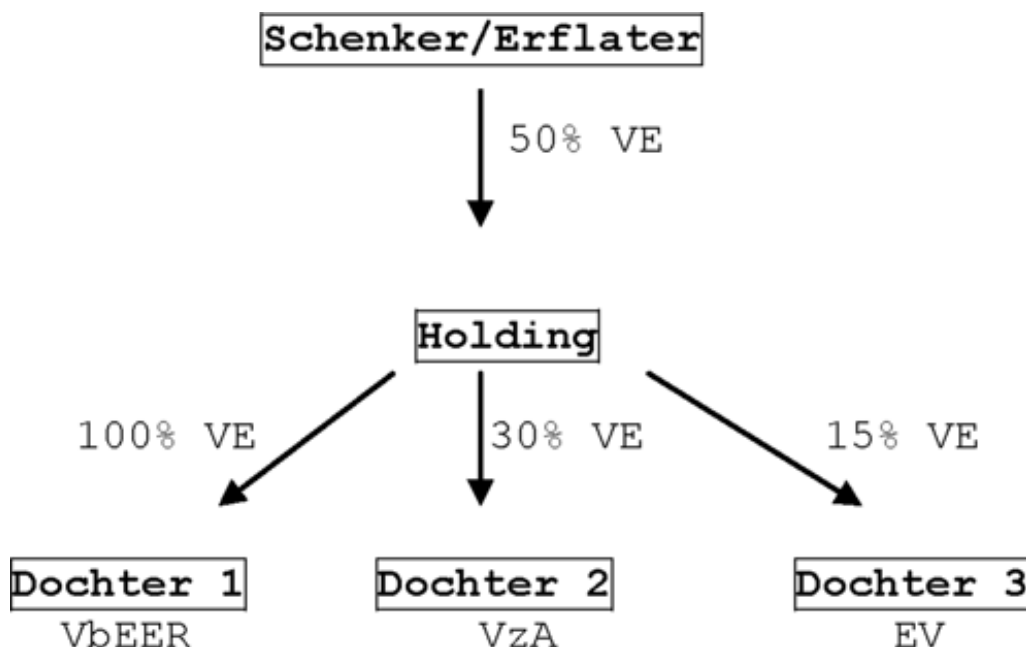 Schenker/Erflater
50% VE
Holding
100% VE
30% VE
15% VE
Dochter 1
Dochter 2
Dochter 3
VbEER
VzA
EV